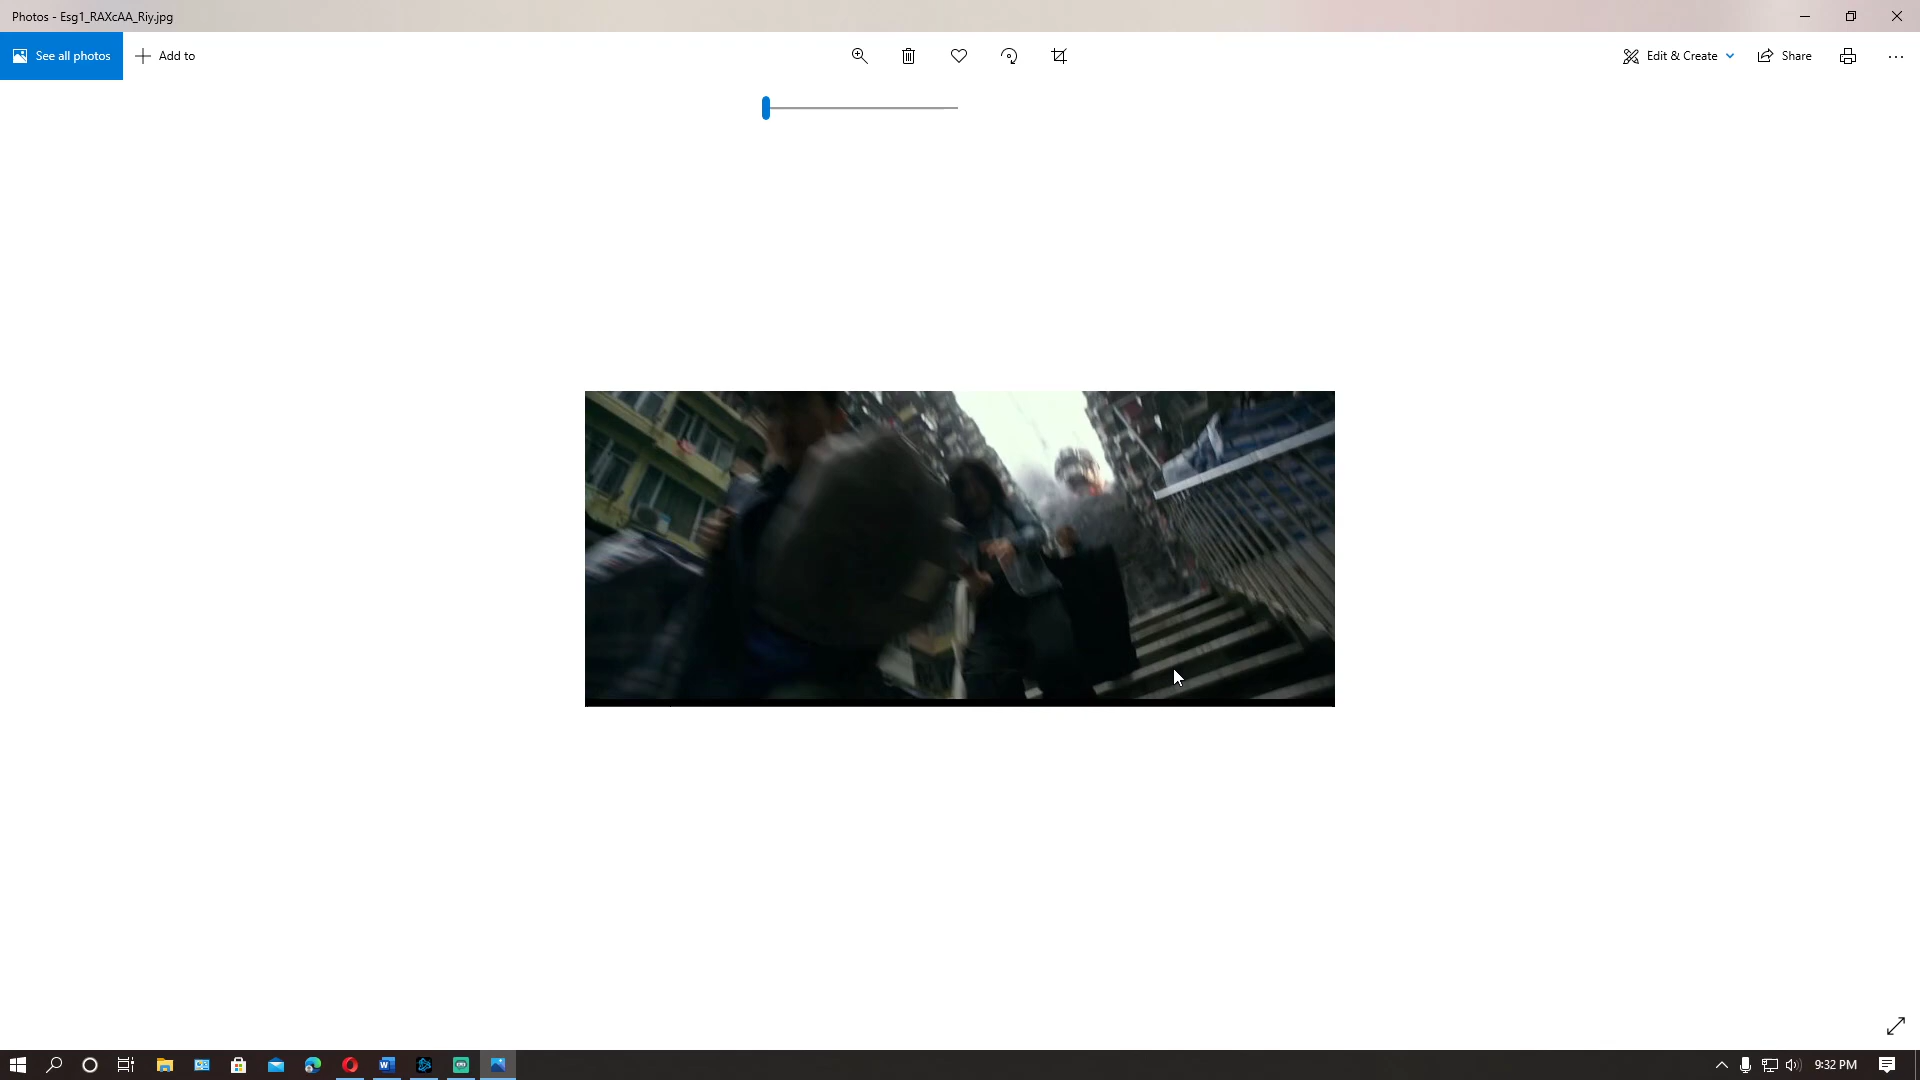 Photos - Esg1_RAXcAA_Riy.jpg
See all photos
Add to
Edit & Create
Share
9:32 PM